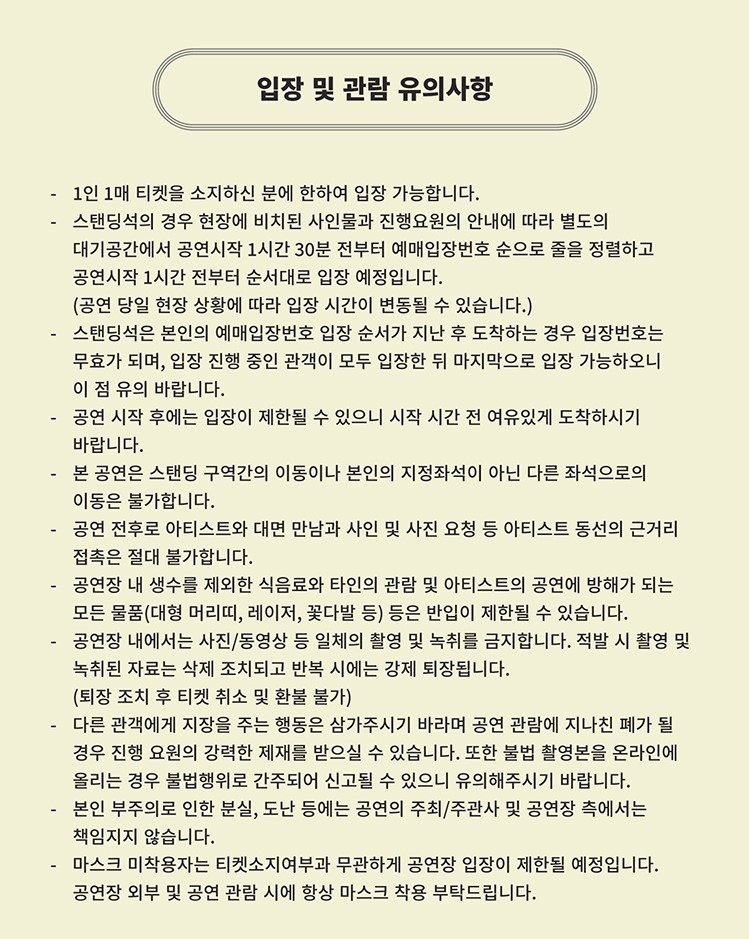 입장 및 관람 유의사항
- 1인 1매 티켓을 소지하신 분에 한하여 입장 가능합니다.
- 스탠딩석의 경우 현장에 비치된 사인물과 진행요원의 안내에 따라 별도의
대기공간에서 공연시작 1시간 30분 전부터 예매입장번호 순으로 줄을 정렬하고
공연시작 1시간 전부터 순서대로 입장 예정입니다.
(공연 당일 현장 상황에 따라 입장 시간이 변동될 수 있습니다.)
- 스탠딩석은 본인의 예매입장번호 입장 순서가 지난 후 도착하는 경우 입장번호는
무효가 되며, 입장 진행 중인 관객이 모두 입장한 뒤 마지막으로 입장 가능하오니
이 점 유의 바랍니다.
- 공연 시작 후에는 입장이 제한될 수 있으니 시작 시간 전 여유있게 도착하시기
바랍니다.
- 본 공연은 스탠딩 구역간의 이동이나 본인의 지정좌석이 아닌 다른 좌석으로의
이동은 불가합니다.
- 공연 전후로 아티스트와 대면 만남과 사인 및 사진 요청 등 아티스트 동선의 근거리
접촉은 절대 불가합니다.
- 공연장 내 생수를 제외한 식음료와 타인의 관람 및 아티스트의 공연에 방해가 되는
모든 물품(대형 머리띠, 레이저, 꽃다발 등) 등은 반입이 제한될 수 있습니다.
- 공연장 내에서는 사진/동영상 등 일체의 촬영 및 녹취를 금지합니다. 적발 시 촬영 및
녹취된 자료는 삭제 조치되고 반복 시에는 강제 퇴장됩니다.
(퇴장 조치 후 티켓 취소 및 환불 불가)
- 다른 관객에게 지장을 주는 행동은 삼가주시기 바라며 공연 관람에 지나친 폐가 될
경우 진행 요원의 강력한 제재를 받으실 수 있습니다. 또한 불법 촬영본을 온라인에
올리는 경우 불법행위로 간주되어 신고될 수 있으니 유의해주시기 바랍니다.
- 본인 부주의로 인한 분실, 도난 등에는 공연의 주최/주관사 및 공연장 측에서는
책임지지 않습니다.
- 마스크 미착용자는 티켓소지여부과 무관하게 공연장 입장이 제한될 예정입니다.
공연장 외부 및 공연 관람 시에 항상 마스크 착용 부탁드립니다.